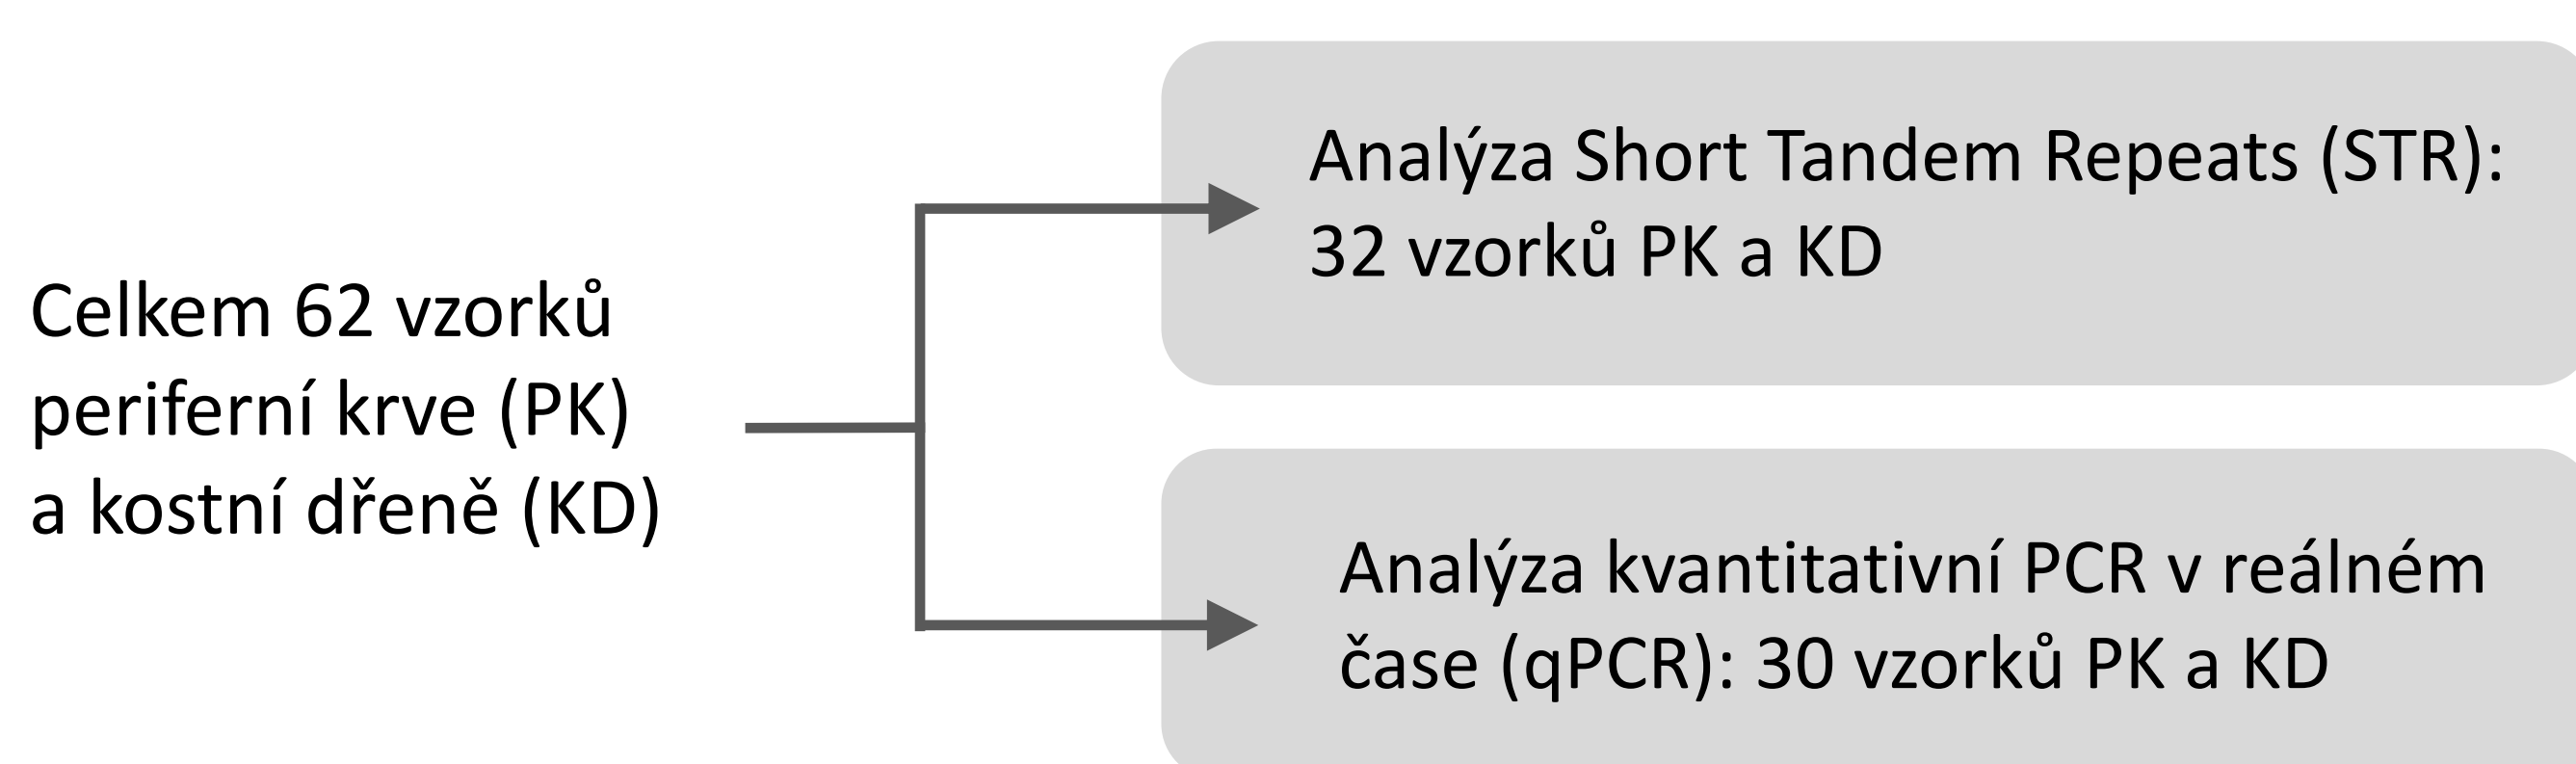 Celkem 62 vzorků
periferní krve (PK)
a kostní dřeně (KD)
Analýza Short Tandem Repeats (STR):
32 vzorků PK a KD
Analýza kvantitativní PCR v reálném
čase (qPCR): 30 vzorků PK a KD